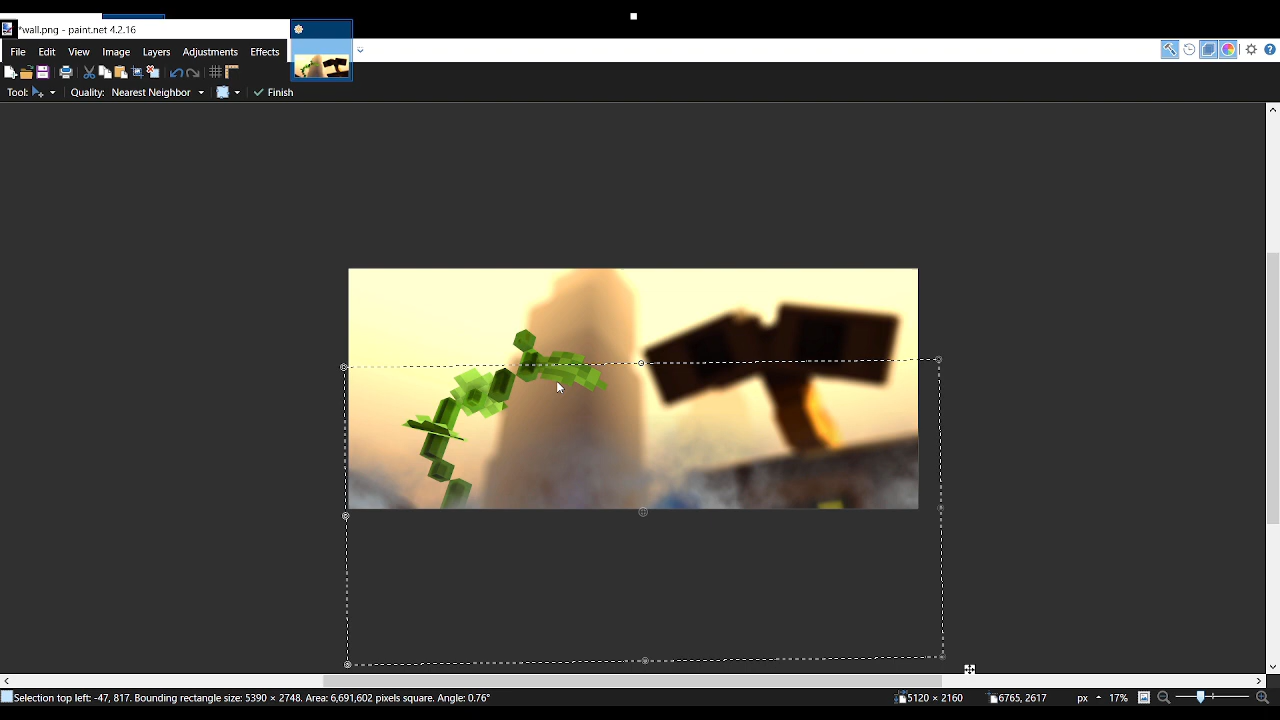 *wall.png - paint.net 4.2.16
File Edit View Image Layers Adjustments Effects
Tool: Quality: Nearest Neighbor Finish
Selection top left: -47, 817. Bounding rectangle size: 5390 × 2748. Area: 6,691,602 pixels square. Angle: 0.76° 5120 × 2160 6765, 2617 px 17%